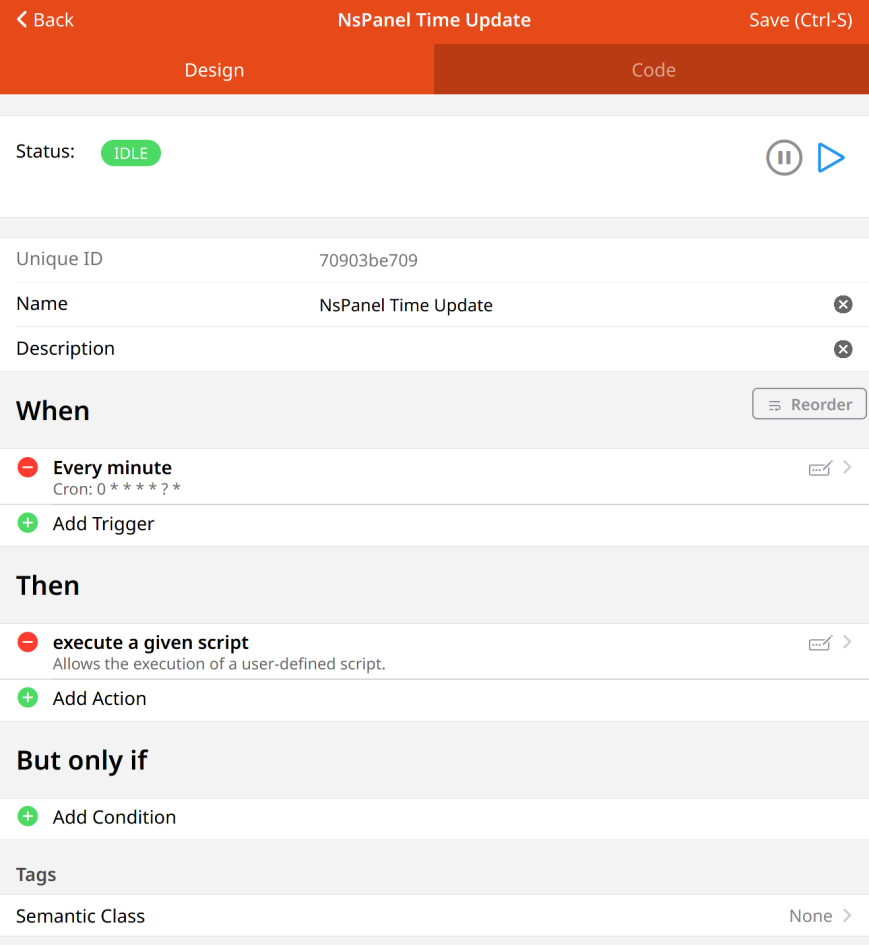 Back
NsPanel Time Update
Save (Ctrl-S)
Design
Code
Status:
IDLE
Unique ID
70903be709
Name
NsPanel Time Update
Description
When
Reorder
Every minute
Cron: 0 * * * * ? *
Add Trigger
Then
execute a given script
Allows the execution of a user-defined script.
Add Action
But only if
Add Condition
Tags
Semantic Class
None